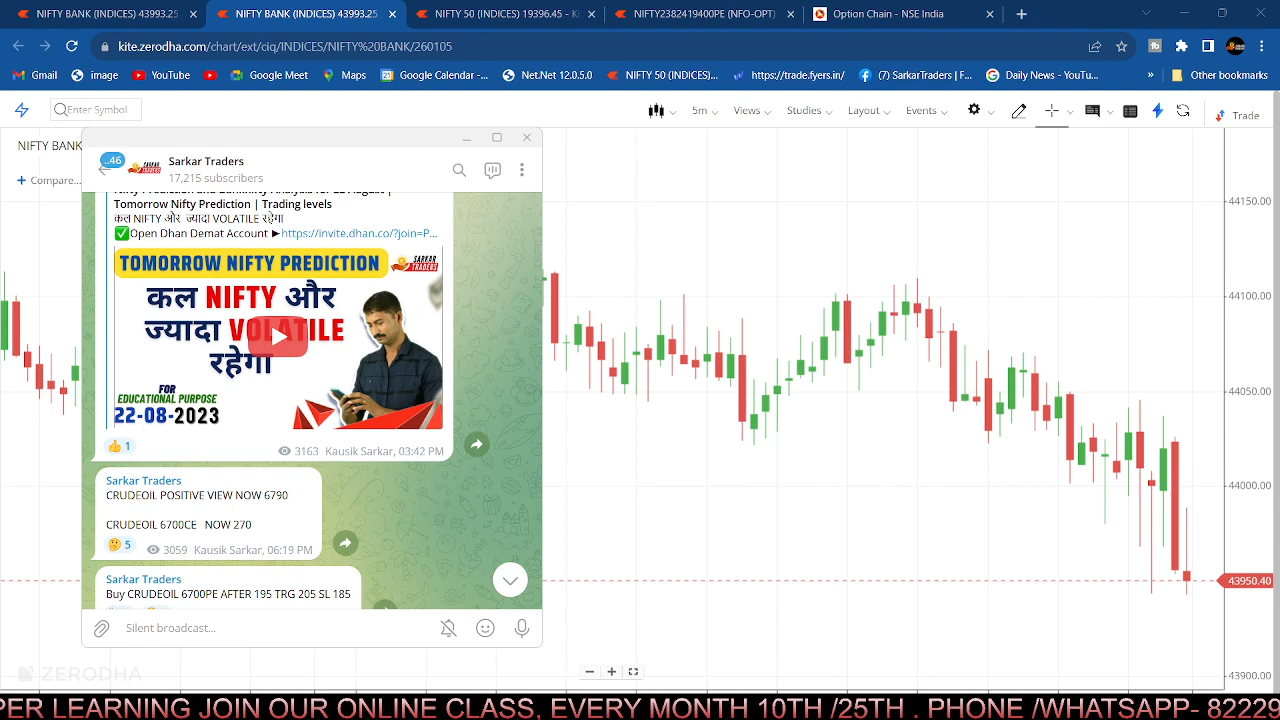 NIFTY BANK (INDICES) 43993.25
NIFTY BANK (INDICES) 43993.25
NIFTY 50 (INDICES) 19396.45 - Ki
NIFTY2382419400PE (NFO-OPT)
Option Chain - NSE India
kite.zerodha.com/chart/ext/ciq/INDICES/NIFTY%20BANK/260105
Gmail
image
YouTube
Google Meet
Maps
Google Calendar -...
Net.Net 12.0.5.0
NIFTY 50 (INDICES)...
https://trade.fyers.in/
(7) SarkarTraders | F...
Daily News - YouTu...
»
Other bookmarks
Enter Symbol
5m
Views
Studies
Layout
Events
Trade
NIFTY BANK
+ Compare...
..46
Sarkar Traders
17,215 subscribers
Tomorrow Nifty Prediction | Trading levels
कल NIFTY और ज्यादा VOLATILE रहेगा
✅Open Dhan Demat Account ▶https://invite.dhan.co/?join=P...
TOMORROW NIFTY PREDICTION
SARKAR TRADERS
कल NIFTY और
ज्यादा VOLATILE
रहेगा
FOR
EDUCATIONAL PURPOSE
22-08-2023
👍 1
3163 Kausik Sarkar, 03:42 PM
Sarkar Traders
CRUDEOIL POSITIVE VIEW NOW 6790
CRUDEOIL 6700CE NOW 270
🤔 5
3059 Kausik Sarkar, 06:19 PM
Sarkar Traders
Buy CRUDEOIL 6700PE AFTER 195 TRG 205 SL 185
Silent broadcast...
44150.00
44100.00
44050.00
44000.00
43950.40
43900.00
ZERODHA
PER LEARNING JOIN OUR ONLINE CLASS, EVERY MONTH 10TH /25TH . PHONE /WHATSAPP- 82229